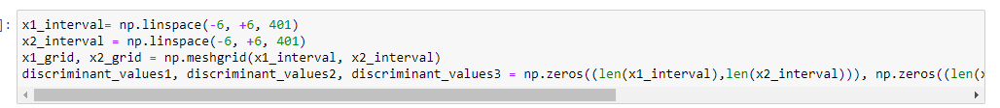 ]:
x1_interval= np.linspace(-6, +6, 401)
x2_interval = np.linspace(-6, +6, 401)
x1_grid, x2_grid = np.meshgrid(x1_interval, x2_interval)
discriminant_values1, discriminant_values2, discriminant_values3 = np.zeros((len(x1_interval),len(x2_interval))), np.zeros((len(x